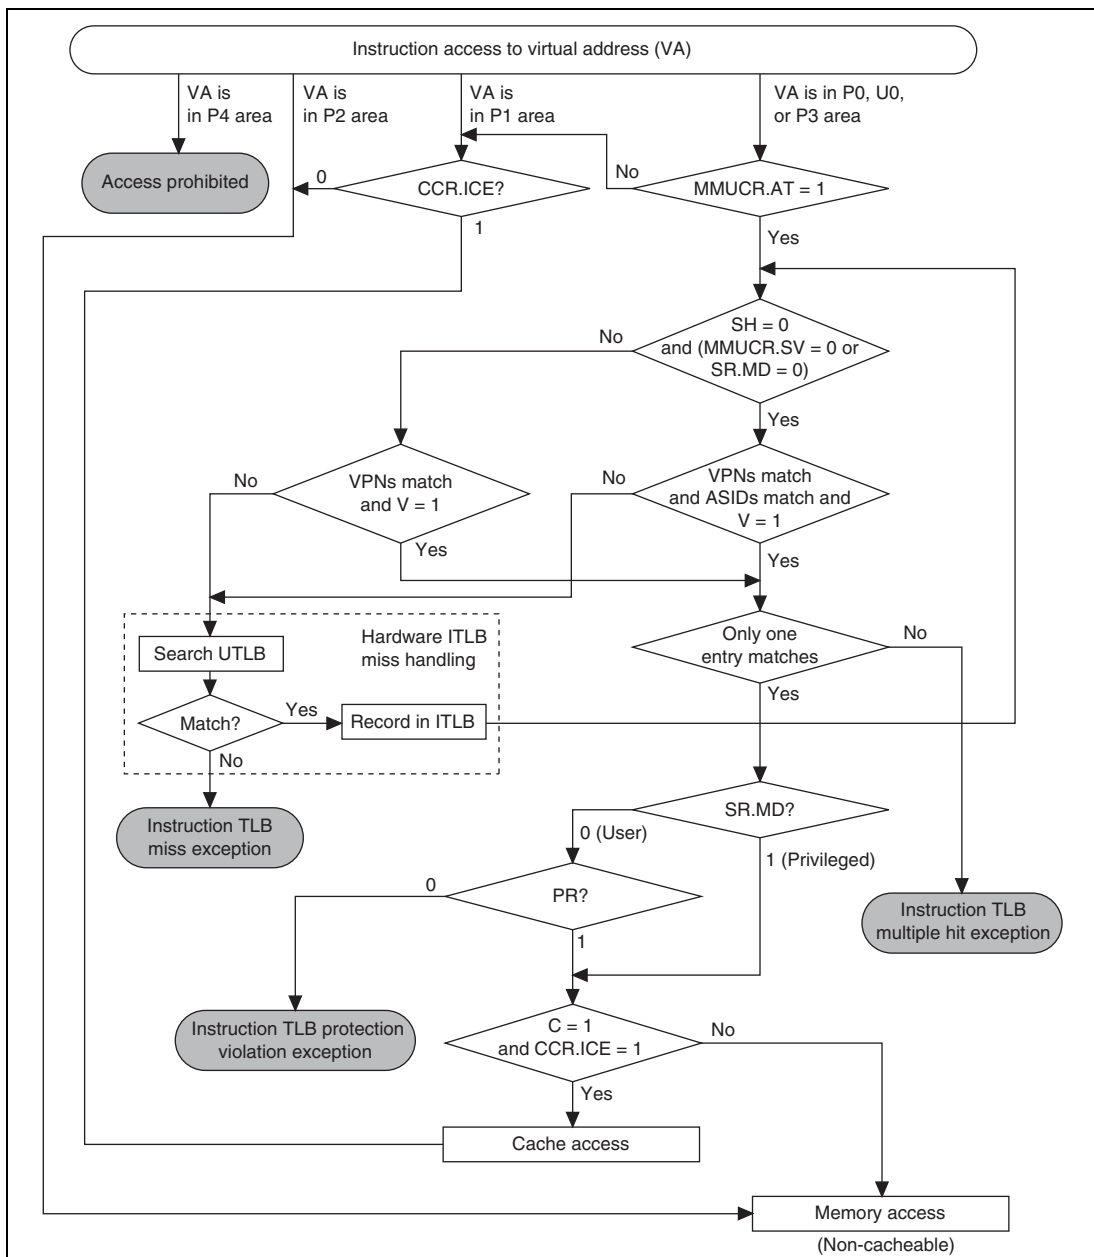 Instruction access to virtual address (VA)
VA is
in P4 area
VA is
in P2 area
VA is
in P1 area
VA is in P0, U0,
or P3 area
Access prohibited
0
CCR.ICE?
1
No
MMUCR.AT = 1
Yes
SH = 0
and (MMUCR.SV = 0 or
SR.MD = 0)
No
Yes
No
VPNs match
and V = 1
Yes
No
VPNs match
and ASIDs match and
V = 1
Yes
Hardware ITLB
miss handling
Search UTLB
Match?
Yes
Record in ITLB
No
Only one
entry matches
No
Yes
Instruction TLB
miss exception
SR.MD?
0 (User)
1 (Privileged)
0
PR?
1
Instruction TLB
multiple hit exception
Instruction TLB protection
violation exception
C = 1
and CCR.ICE = 1
No
Yes
Cache access
Memory access
(Non-cacheable)